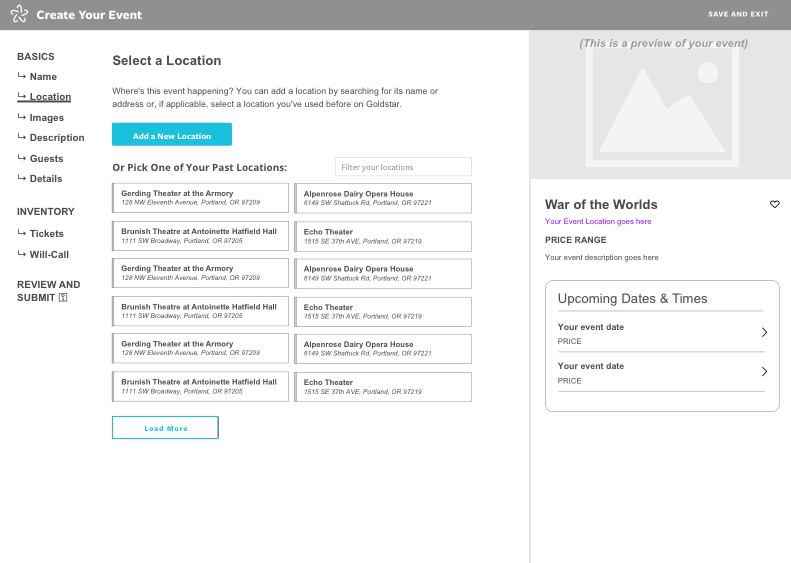 Create Your Event
SAVE AND EXIT
BASICS
Name
Location
Images
Description
Guests
Details
INVENTORY
Tickets
Will-Call
REVIEW AND
SUBMIT
Select a Location
Where's this event happening? You can add a location by searching for its name or
address or, if applicable, select a location you've used before on Goldstar.
Add a New Location
Or Pick One of Your Past Locations:
Filter your locations
Gerding Theater at the Armory
128 NW Eleventh Avenue, Portland, OR 97209
Alpenrose Dairy Opera House
6149 SW Shattuck Rd, Portland, OR 97221
Brunish Theatre at Antoinette Hatfield Hall
1111 SW Broadway, Portland, OR 97205
Echo Theater
1515 SE 37th AVE, Portland, OR 97219
Gerding Theater at the Armory
128 NW Eleventh Avenue, Portland, OR 97209
Alpenrose Dairy Opera House
6149 SW Shattuck Rd, Portland, OR 97221
Brunish Theatre at Antoinette Hatfield Hall
1111 SW Broadway, Portland, OR 97205
Echo Theater
1515 SE 37th AVE, Portland, OR 97219
Gerding Theater at the Armory
128 NW Eleventh Avenue, Portland, OR 97209
Alpenrose Dairy Opera House
6149 SW Shattuck Rd, Portland, OR 97221
Brunish Theatre at Antoinette Hatfield Hall
1111 SW Broadway, Portland, OR 97205
Echo Theater
1515 SE 37th AVE, Portland, OR 97219
Load More
(This is a preview of your event)
War of the Worlds
Your Event Location goes here
PRICE RANGE
Your event description goes here
Upcoming Dates & Times
Your event date
PRICE
Your event date
PRICE